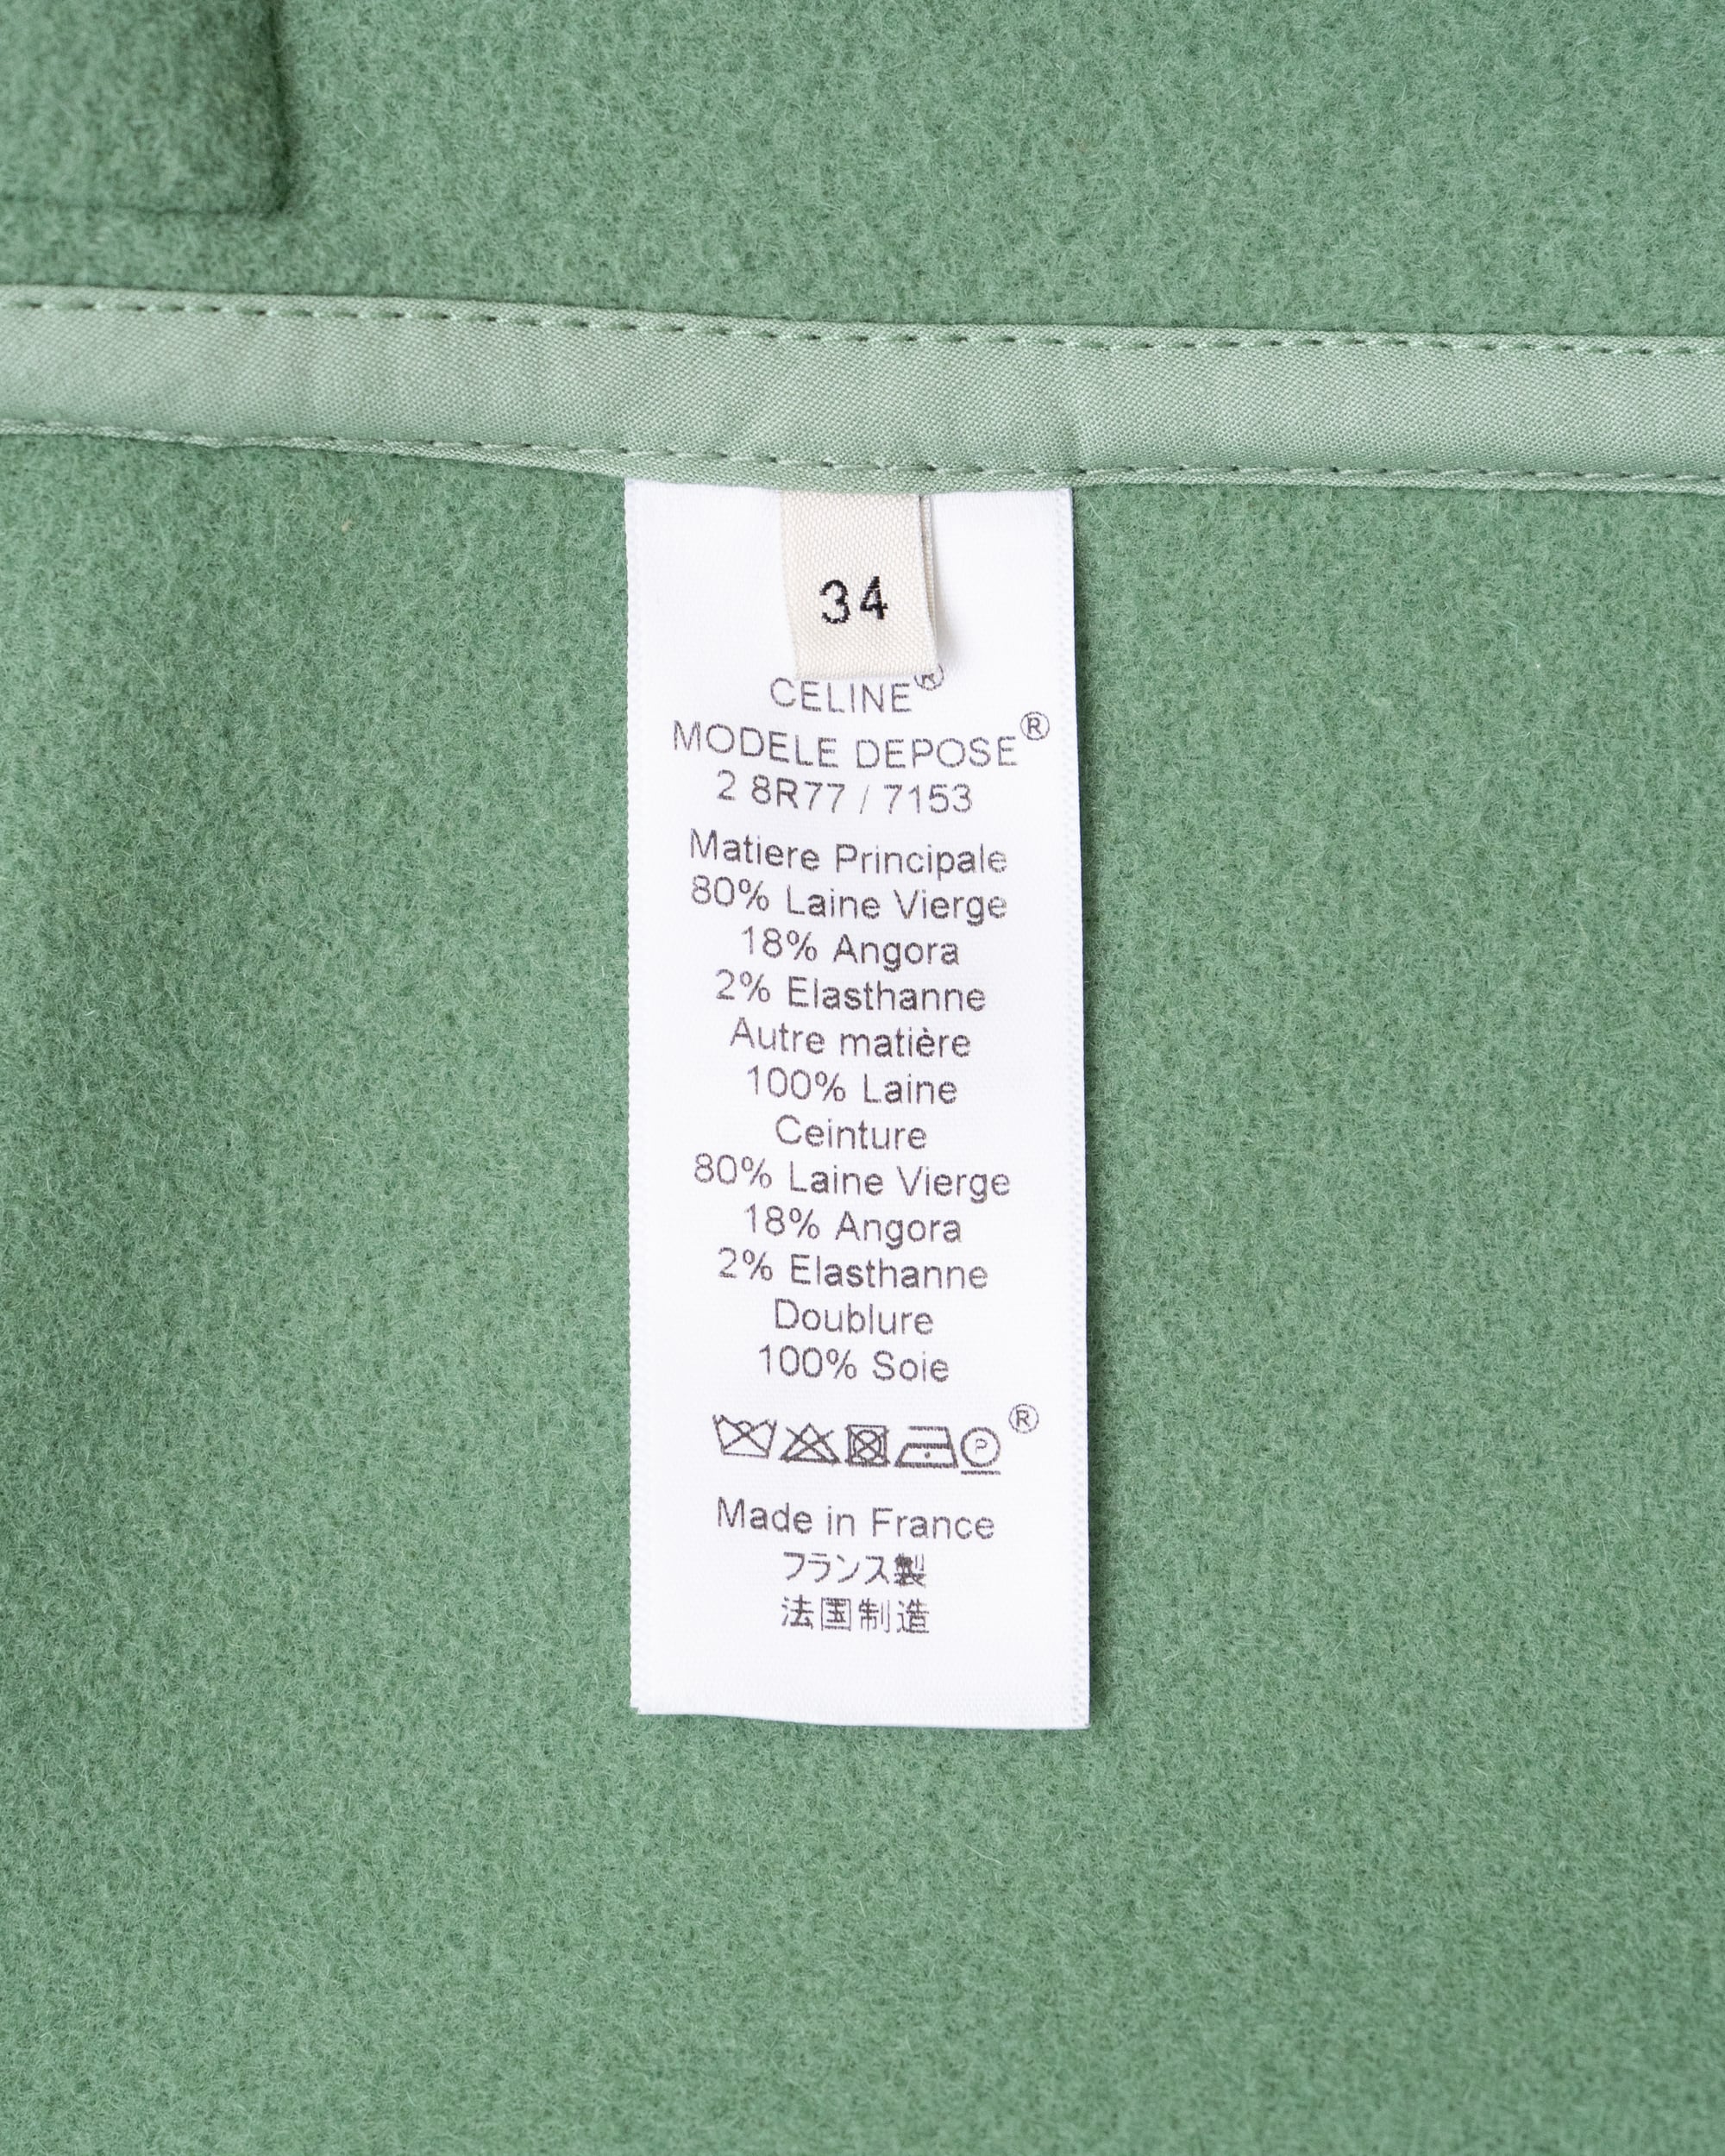 34
CELINE®
MODELE DEPOSE®
2 8R77 / 7153
Matiere Principale
80% Laine Vierge
18% Angora
2% Elasthanne
Autre matière
100% Laine
Ceinture
80% Laine Vierge
18% Angora
2% Elasthanne
Doublure
100% Soie
P ®
Made in France
フランス製
法国制造